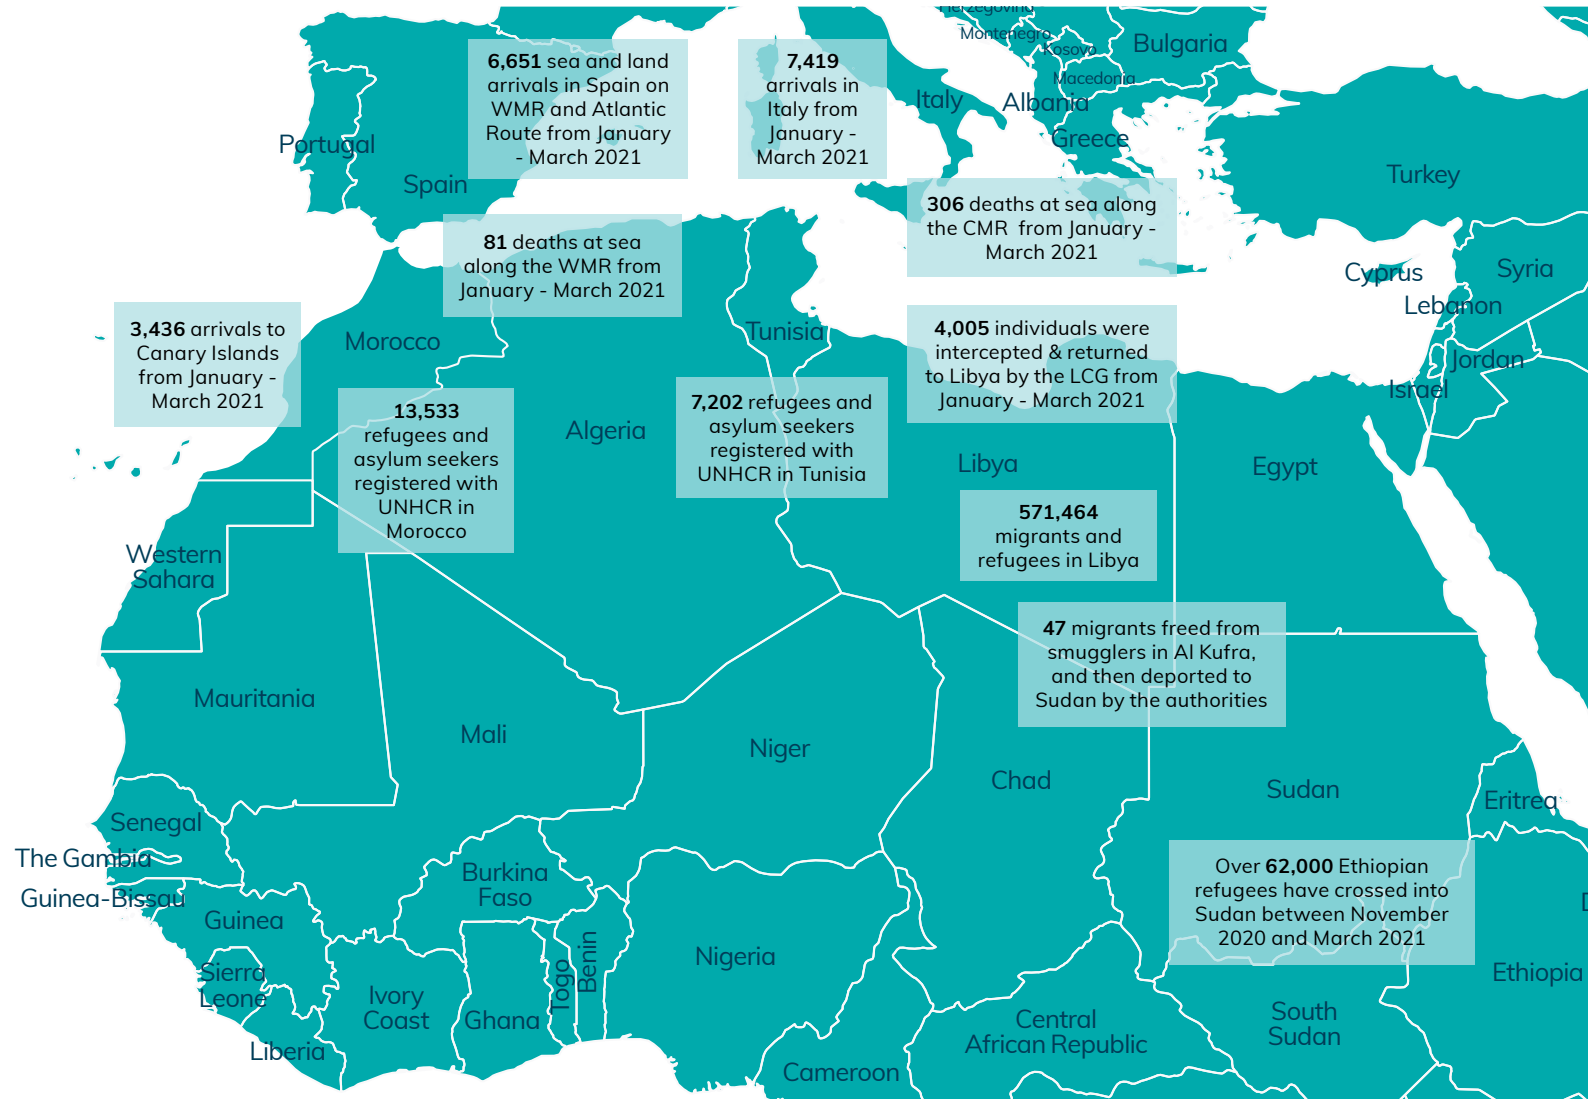 Herzegovina
Montenegro
Kosovo
Bulgaria
Macedonia
Albania
Italy
Greece
Turkey
Portugal
Spain
6,651 sea and land
arrivals in Spain on
WMR and Atlantic
Route from January
- March 2021
7,419
arrivals in
Italy from
January -
March 2021
306 deaths at sea along
the CMR from January -
March 2021
81 deaths at sea
along the WMR from
January - March 2021
Cyprus
Syria
Lebanon
Jordan
Israel
3,436 arrivals to
Canary Islands
from January -
March 2021
Morocco
Tunisia
4,005 individuals were
intercepted & returned
to Libya by the LCG from
January - March 2021
13,533
refugees and
asylum seekers
registered with
UNHCR in
Morocco
Algeria
7,202 refugees and
asylum seekers
registered with
UNHCR in Tunisia
Libya
Egypt
571,464
migrants and
refugees in Libya
Western
Sahara
47 migrants freed from
smugglers in Al Kufra,
and then deported to
Sudan by the authorities
Mauritania
Mali
Niger
Chad
Sudan
Eritrea
Senegal
The Gambia
Guinea-Bissau
Guinea
Burkina
Faso
Over 62,000 Ethiopian
refugees have crossed into
Sudan between November
2020 and March 2021
Sierra
Leone
Liberia
Ivory
Coast
Ghana
Togo
Benin
Nigeria
Cameroon
Central
African Republic
South
Sudan
Ethiopia